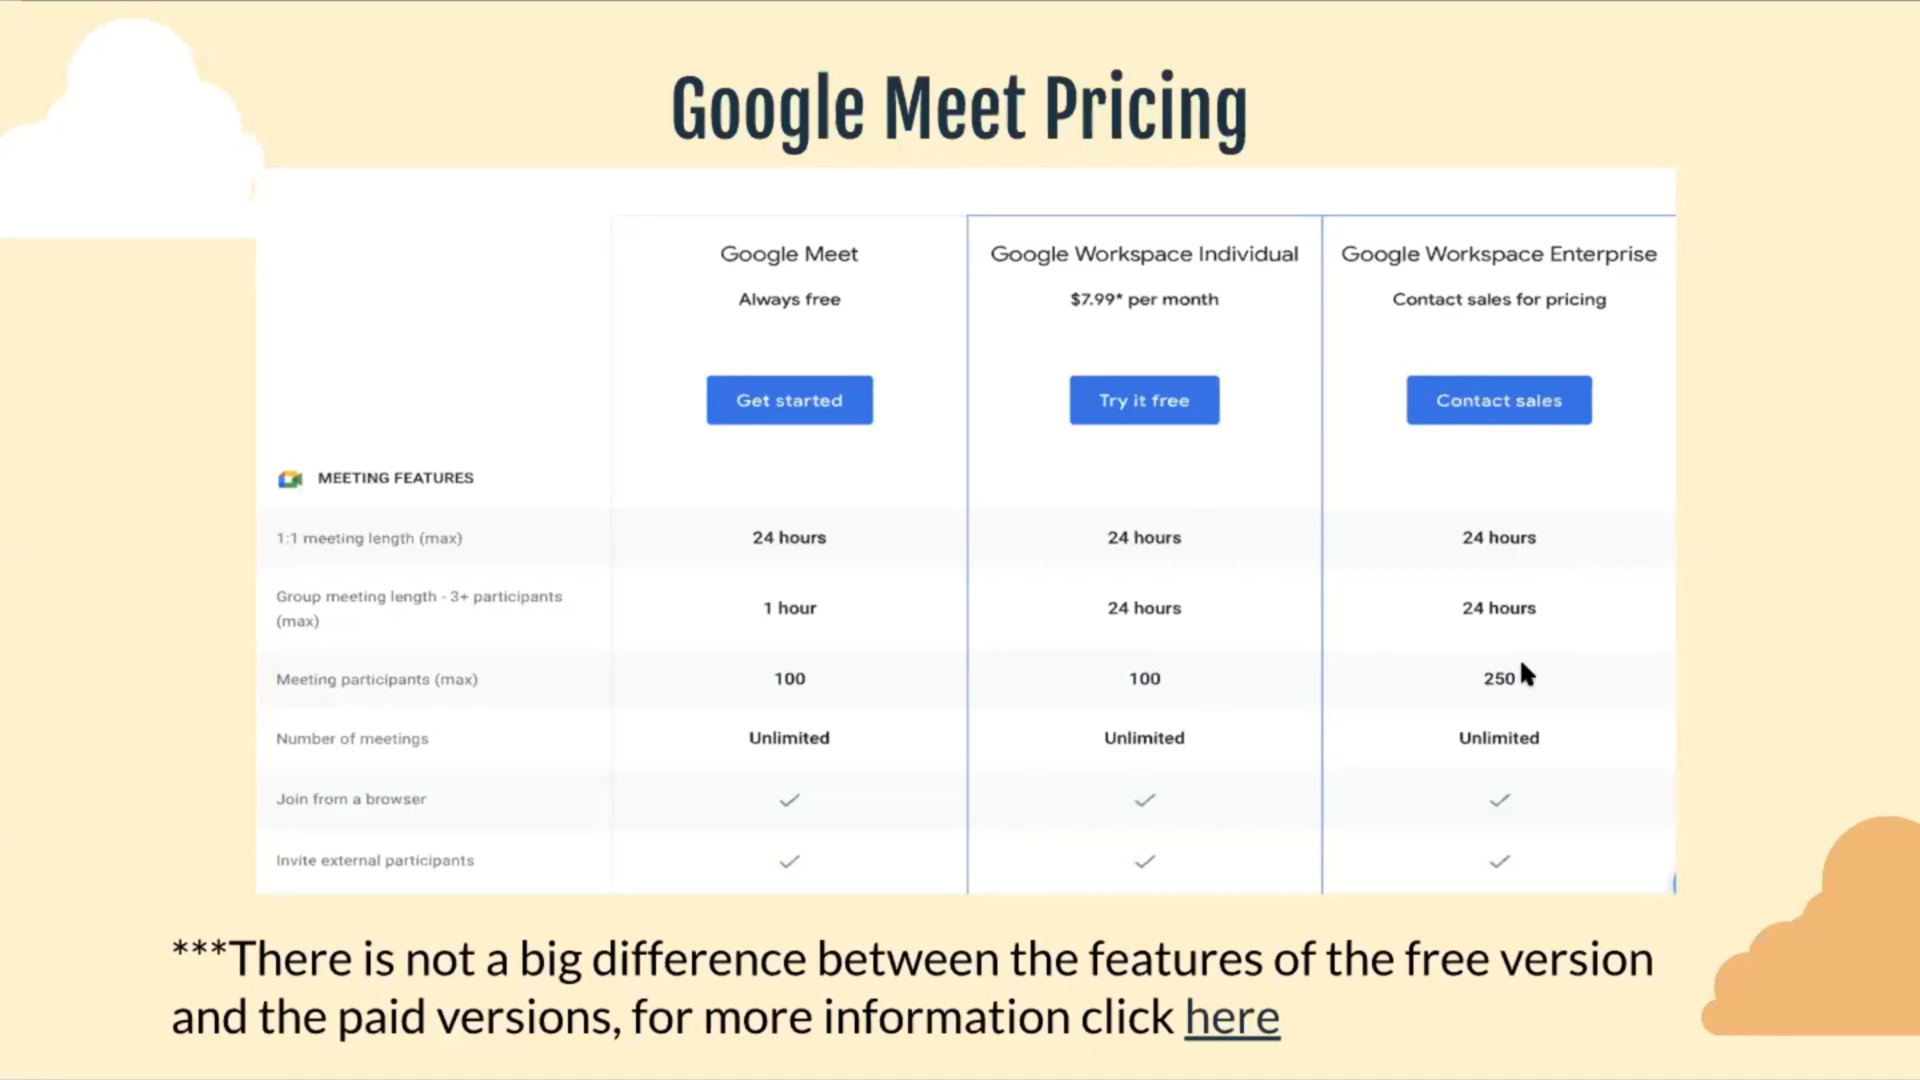 Google Meet Pricing
Google Meet Google Workspace Individual Google Workspace Enterprise
Always free $7.99* per month Contact sales for pricing
Get started Try it free Contact sales
MEETING FEATURES
1:1 meeting length (max) 24 hours 24 hours 24 hours
Group meeting length - 3+ participants
(max) 1 hour 24 hours 24 hours
Meeting participants (max) 100 100 250
Number of meetings Unlimited Unlimited Unlimited
Join from a browser
Invite external participants
***There is not a big difference between the features of the free version
and the paid versions, for more information click here